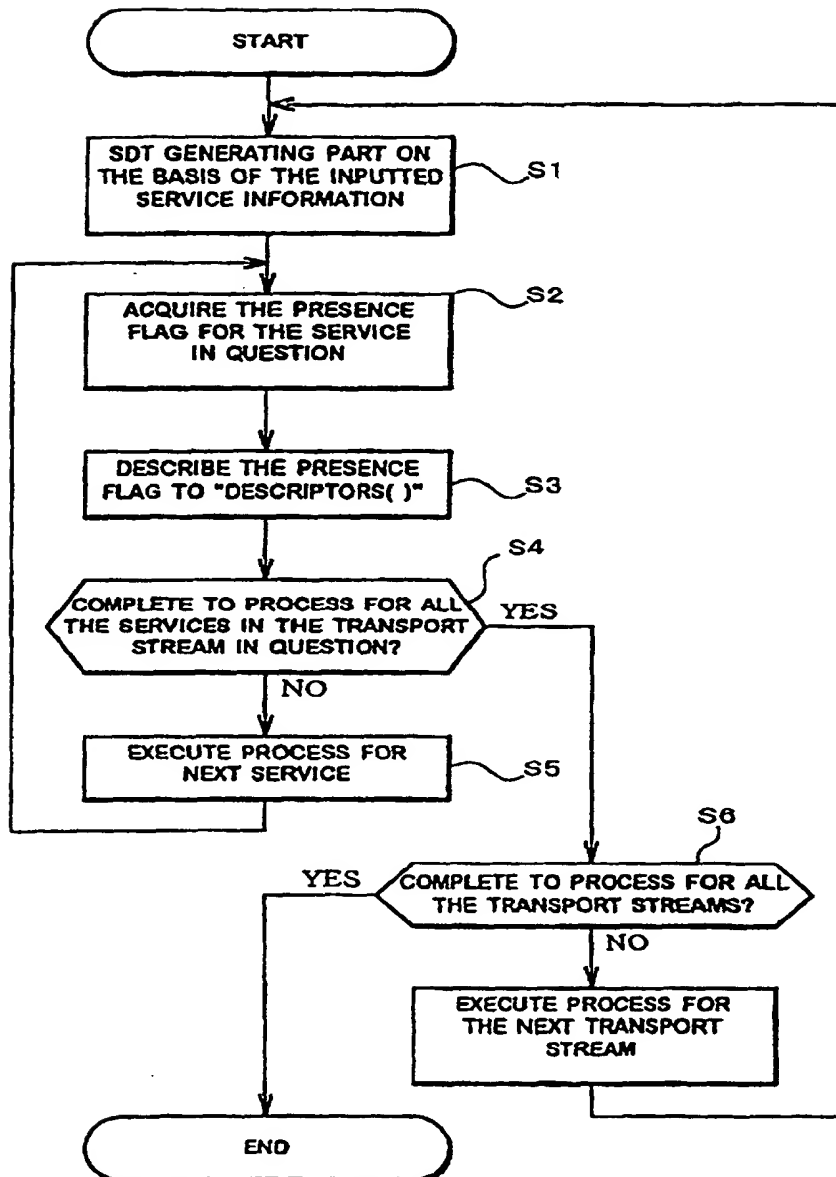 START
SDT GENERATING PART ON
THE BASIS OF THE INPUTTED
SERVICE INFORMATION
S1
S2
ACQUIRE THE PRESENCE
FLAG FOR THE SERVICE
IN QUESTION
DESCRIBE THE PRESENCE
FLAG TO "DESCRIPTORS( )"
S3
S4
COMPLETE TO PROCESS FOR ALL
THE SERVICES IN THE TRANSPORT
STREAM IN QUESTION?
YES
NO
EXECUTE PROCESS FOR
NEXT SERVICE
S5
S6
YES
COMPLETE TO PROCESS FOR ALL
THE TRANSPORT STREAMS?
NO
EXECUTE PROCESS FOR
THE NEXT TRANSPORT
STREAM
END